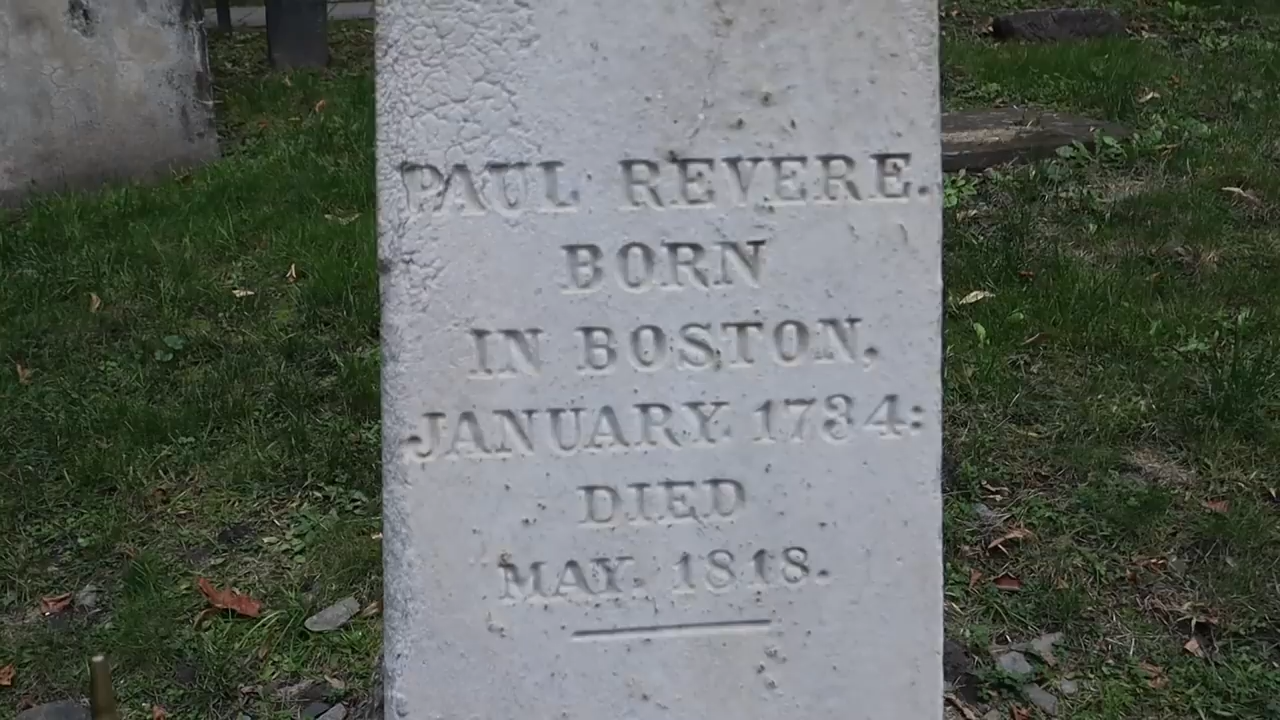 PAUL REVERE.
BORN
IN BOSTON,
JANUARY. 1734:
DIED
MAY. 1818.